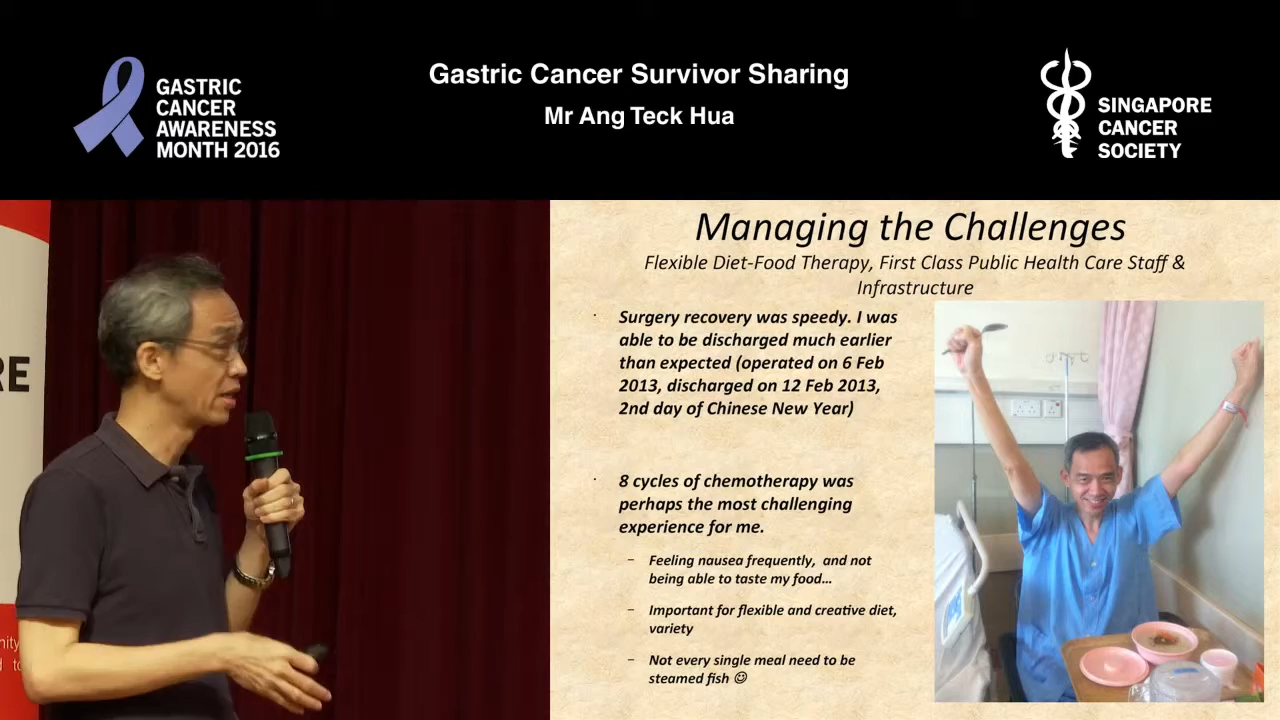 GASTRIC
CANCER
AWARENESS
MONTH 2016
Gastric Cancer Survivor Sharing
Mr Ang Teck Hua
SINGAPORE
CANCER
SOCIETY
RE
Managing the Challenges
Flexible Diet-Food Therapy, First Class Public Health Care Staff &
Infrastructure
· Surgery recovery was speedy. I was
able to be discharged much earlier
than expected (operated on 6 Feb
2013, discharged on 12 Feb 2013,
2nd day of Chinese New Year)
· 8 cycles of chemotherapy was
perhaps the most challenging
experience for me.
– Feeling nausea frequently, and not
being able to taste my food...
– Important for flexible and creative diet,
variety
– Not every single meal need to be
steamed fish ☺